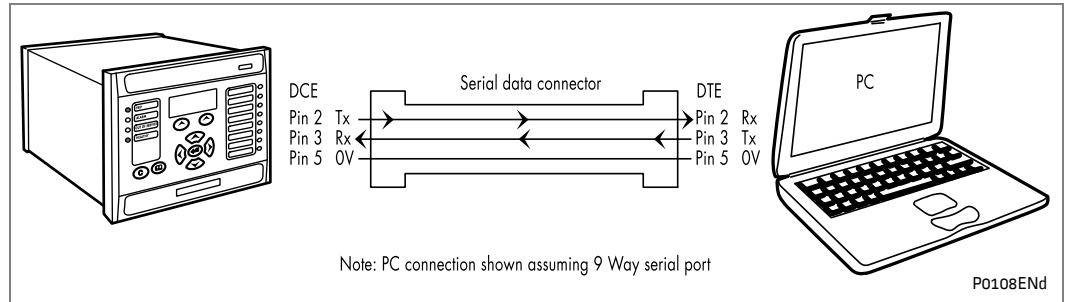 Serial data connector
DCE
DTE
PC
Pin 2 Tx
Pin 2 Rx
Pin 3 Rx
Pin 3 Tx
Pin 5 0V
Pin 5 0V
Note: PC connection shown assuming 9 Way serial port
P0108ENd